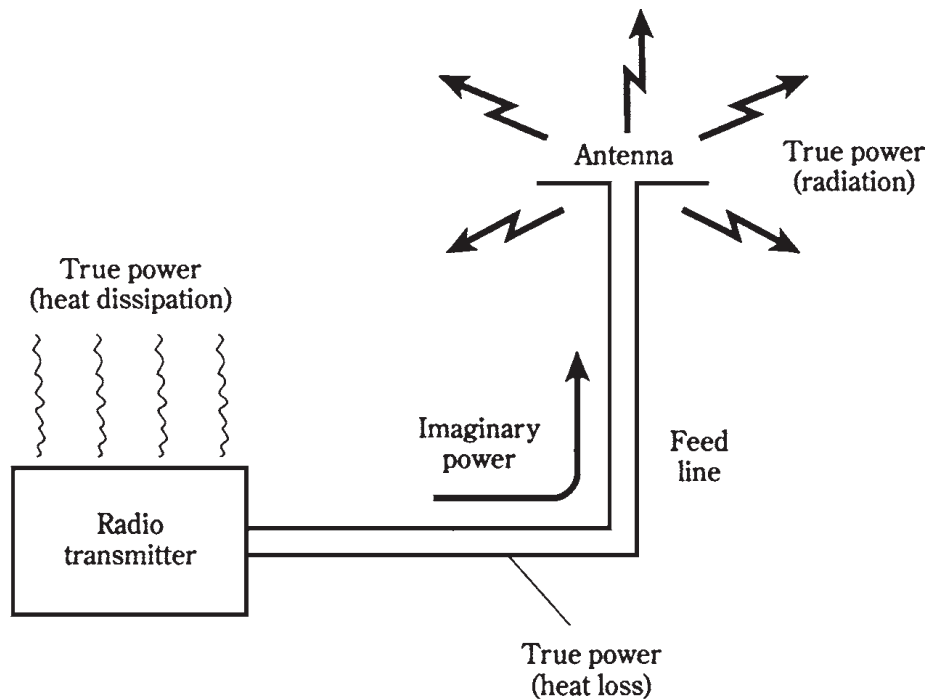 Antenna
True power
(radiation)
True power
(heat dissipation)
Imaginary
power
Feed
line
Radio
transmitter
True power
(heat loss)